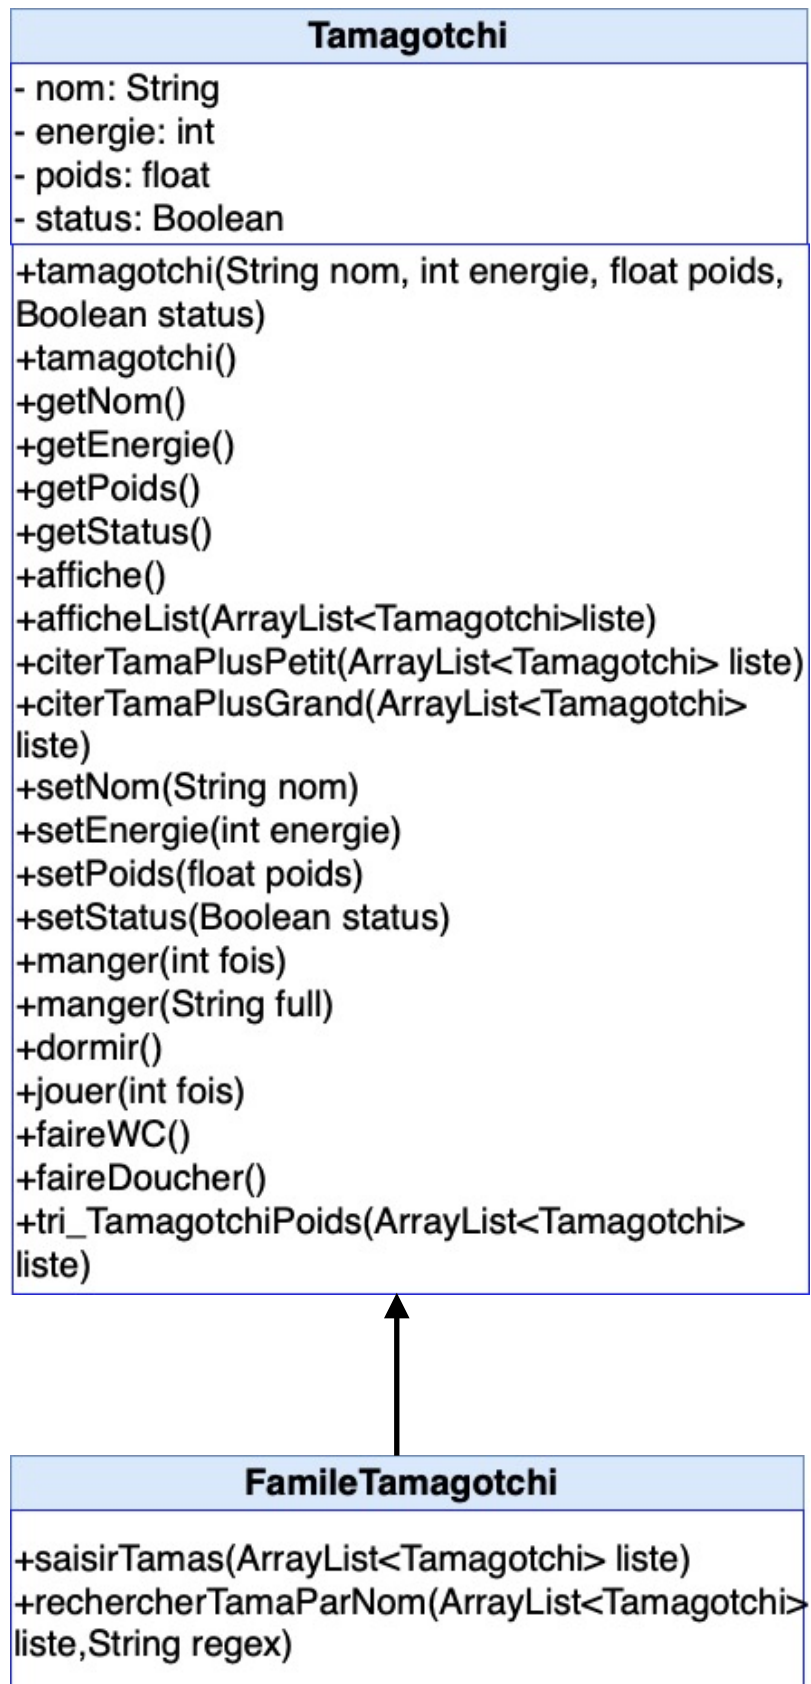 Tamagotchi
- nom: String
- energie: int
- poids: float
- status: Boolean
+tamagotchi(String nom, int energie, float poids,
Boolean status)
+tamagotchi()
+getNom()
+getEnergie()
+getPoids()
+getStatus()
+affiche()
+afficheList(ArrayList<Tamagotchi>liste)
+citerTamaPlusPetit(ArrayList<Tamagotchi> liste)
+citerTamaPlusGrand(ArrayList<Tamagotchi>
liste)
+setNom(String nom)
+setEnergie(int energie)
+setPoids(float poids)
+setStatus(Boolean status)
+manger(int fois)
+manger(String full)
+dormir()
+jouer(int fois)
+faireWC()
+faireDoucher()
+tri_TamagotchiPoids(ArrayList<Tamagotchi>
liste)
FamileTamagotchi
+saisirTamas(ArrayList<Tamagotchi> liste)
+rechercherTamaParNom(ArrayList<Tamagotchi>
liste,String regex)